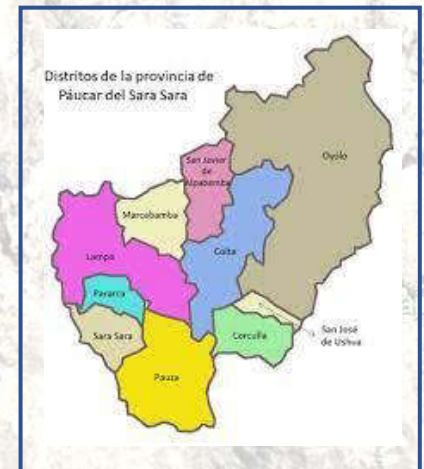 Distritos de la provincia de
Páucar del Sara Sara
Oyolo
San Javier
de
Alpabamba
Marcabamba
Colta
Lampa
Pararca
Sara Sara
Corculla
San José
de Ushua
Pauza